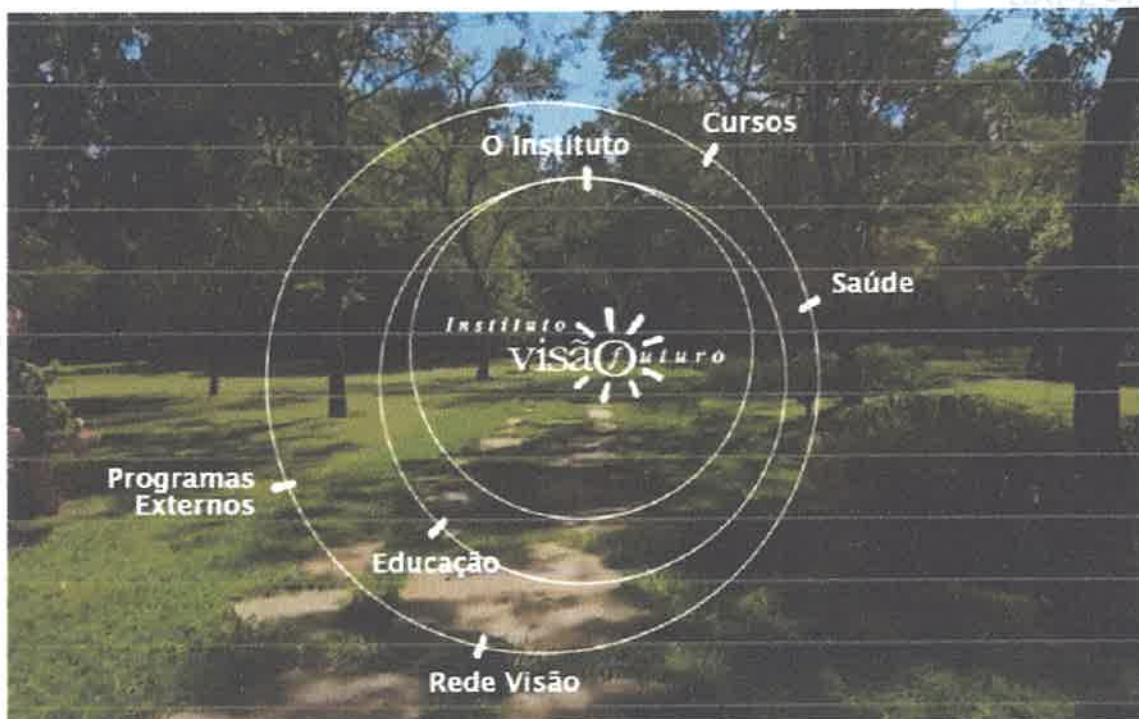 Cursos
O Instituto
Saúde
Instituto
visão futuro
Programas
Externos
Educação
Rede Visão